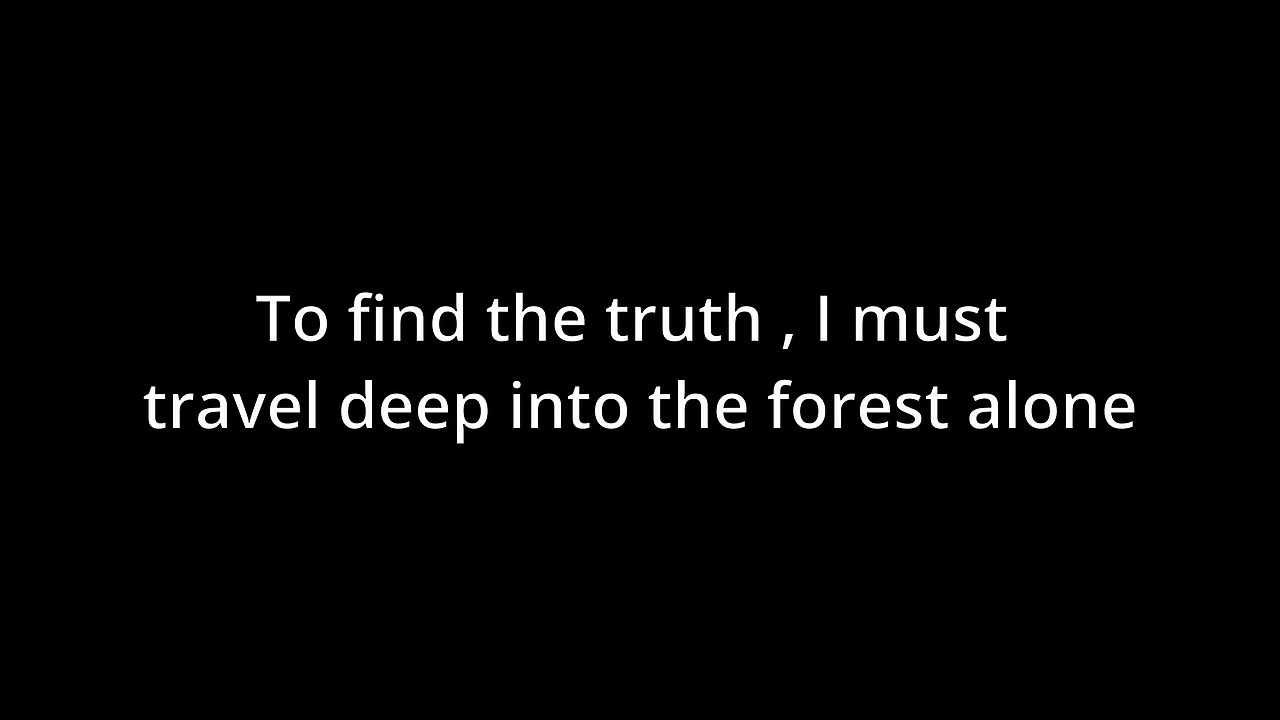 To find the truth , I must
travel deep into the forest alone